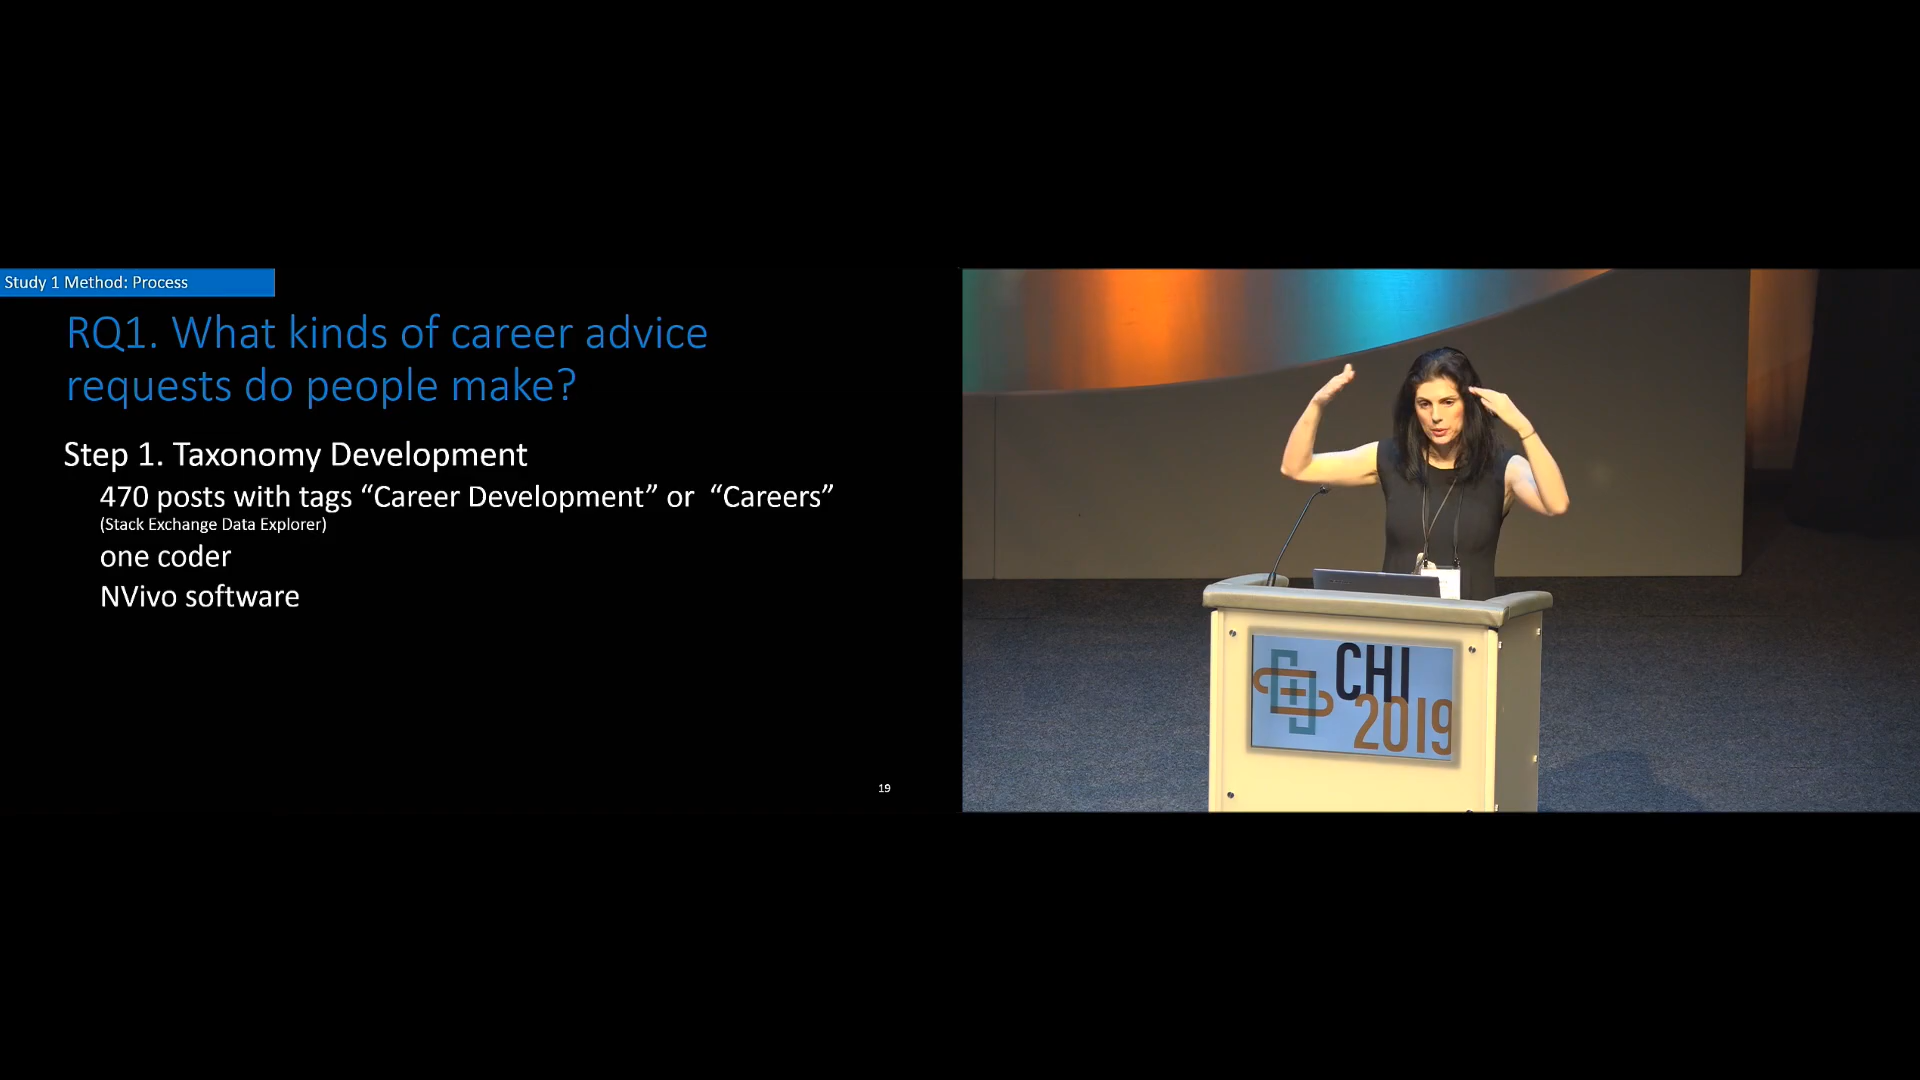 Study 1 Method: Process
RQ1. What kinds of career advice
requests do people make?
Step 1. Taxonomy Development
470 posts with tags “Career Development” or “Careers”
(Stack Exchange Data Explorer)
one coder
NVivo software
19
CHI
2019